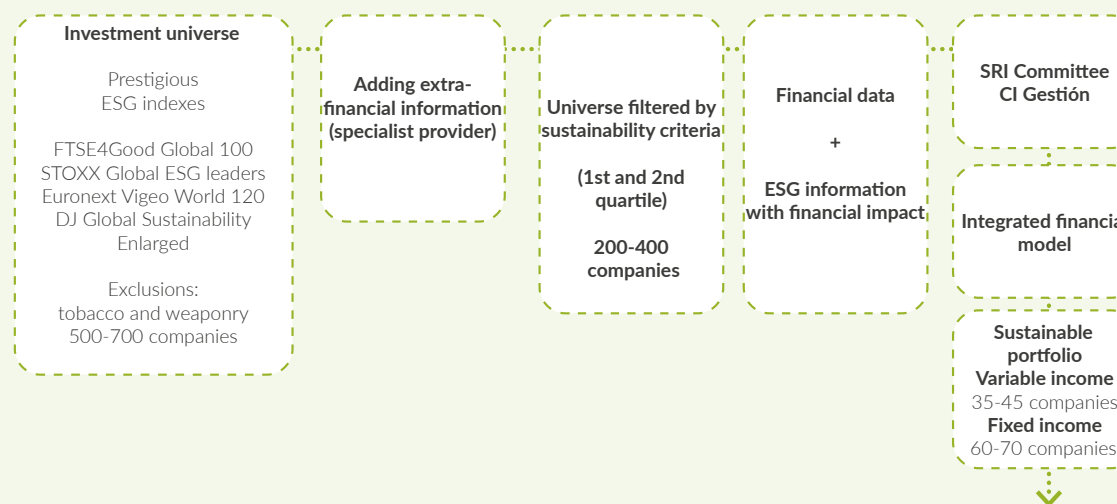 Investment universe
Prestigious
ESG indexes
FTSE4Good Global 100
STOXX Global ESG leaders
Euronext Vigeo World 120
DJ Global Sustainability
Enlarged
Exclusions:
tobacco and weaponry
500-700 companies
Adding extra-
financial information
(specialist provider)
Universe filtered by
sustainability criteria
(1st and 2nd
quartile)
200-400
companies
Financial data
+
ESG information
with financial impact
SRI Committee
CI Gestión
Integrated financia
model
Sustainable
portfolio
Variable income
35-45 companies
Fixed income
60-70 companies